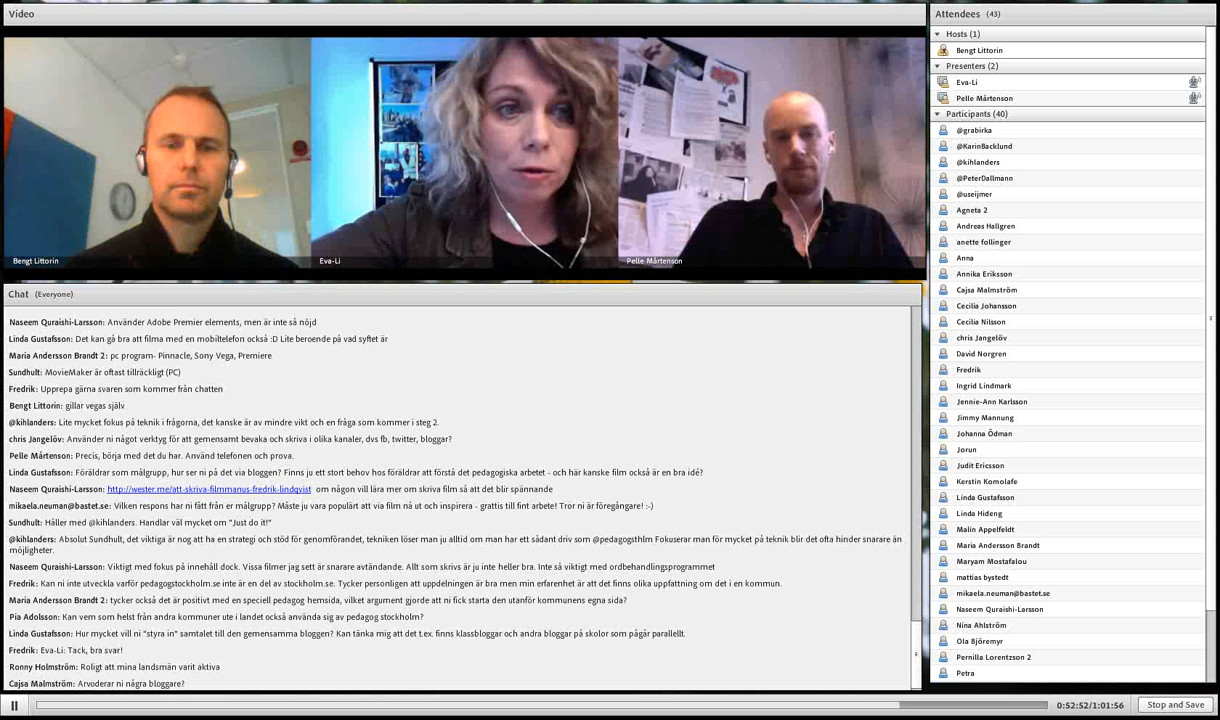 Video
Bengt Littorin
Eva-Li
Pelle Mårtenson
Chat (Everyone)
Naseem Quraishi-Larsson: Använder Adobe Premier elements, men är inte så nöjd
Linda Gustafsson: Det kan gå bra att filma med en mobiltelefon också :D Lite beroende på vad syftet är
Maria Andersson Brandt 2: pc program- Pinnacle, Sony Vega, Premiere
Sundhult: MovieMaker är oftast tillräckligt (PC)
Fredrik: Upprepa gärna svaren som kommer från chatten
Bengt Littorin: gillar vegas själv
@kihlanders: Lite mycket fokus på teknik i frågorna, det kanske är av mindre vikt och en fråga som kommer i steg 2.
chris Jangelöv: Använder ni något verktyg för att gemensamt bevaka och skriva i olika kanaler, dvs fb, twitter, bloggar?
Pelle Mårtenson: Precis, börja med det du har. Använd telefonen och prova.
Linda Gustafsson: Föräldrar som målgrupp, hur ser ni på det via bloggen? Finns ju ett stort behov hos föräldrar att förstå det pedagogiska arbetet - och här kanske film också är en bra idé?
Naseem Quraishi-Larsson: http://wester.me/att-skriva-filmmanus-fredrik-lindqvist om någon vill lära mer om skriva film så att det blir spännande
mikaela.neuman@bastet.se: Vilken respons har ni fått från er målgrupp? Måste ju vara populärt att via film nå ut och inspirera - grattis till fint arbete! Tror ni är föregångare! :-)
Sundhult: Håller med @kihlanders. Handlar väl mycket om "Just do it!"
@kihlanders: Absolut Sundhult, det viktiga är nog att ha en strategi och stöd för genomförandet, tekniken löser man ju alltid om man har ett sådant driv som @pedagogsthlm Fokuserar man för mycket på teknik blir det ofta hinder snarare än
möjligheter.
Naseem Quraishi-Larsson: Viktigt med fokus på innehåll dock. Vissa filmer jag sett är snarare avtändande. Allt som skrivs är ju inte heller bra. Inte så viktigt med ordbehandlingsprogrammet
Fredrik: Kan ni inte utveckla varför pedagogstockholm.se inte är en del av stockholm.se. Tycker personligen att uppdelningen är bra men min erfarenhet är att det finns olika uppfattning om det i en kommun.
Maria Andersson Brandt 2: tycker också det är positivt med en speciell pedagog hemsida, vilket argument gjorde att ni fick starta den utanför kommunens egna sida?
Pia Adolsson: Kan vem som helst från andra kommuner ute i landet också använda sig av pedagog stockholm?
Linda Gustafsson: Hur mycket vill ni "styra in" samtalet till den gemensamma bloggen? Kan tänka mig att det t.ex. finns klassbloggar och andra bloggar på skolor som pågår parallellt.
Fredrik: Eva-Li: Tack, bra svar!
Ronny Holmström: Roligt att mina landsmän varit aktiva
Cajsa Malmström: Arvoderar ni några bloggare?
Attendees (43)
Hosts (1)
Bengt Littorin
Presenters (2)
Eva-Li
Pelle Mårtenson
Participants (40)
@grabirka
@KarinBacklund
@kihlanders
@PeterDallmann
@useijmer
Agneta 2
Andreas Hallgren
anette follinger
Anna
Annika Eriksson
Cajsa Malmström
Cecilia Johansson
Cecilia Nilsson
chris Jangelöv
David Norgren
Fredrik
Ingrid Lindmark
Jennie-Ann Karlsson
Jimmy Mannung
Johanna Ödman
Jorun
Judit Ericsson
Kerstin Komolafe
Linda Gustafsson
Linda Hideng
Malin Appelfeldt
Maria Andersson Brandt
Maryam Mostafalou
mattias bystedt
mikaela.neuman@bastet.se
Naseem Quraishi-Larsson
Nina Ahlström
Ola Björemyr
Pernilla Lorentzson 2
Petra
0:52:52/1:01:56
Stop and Save